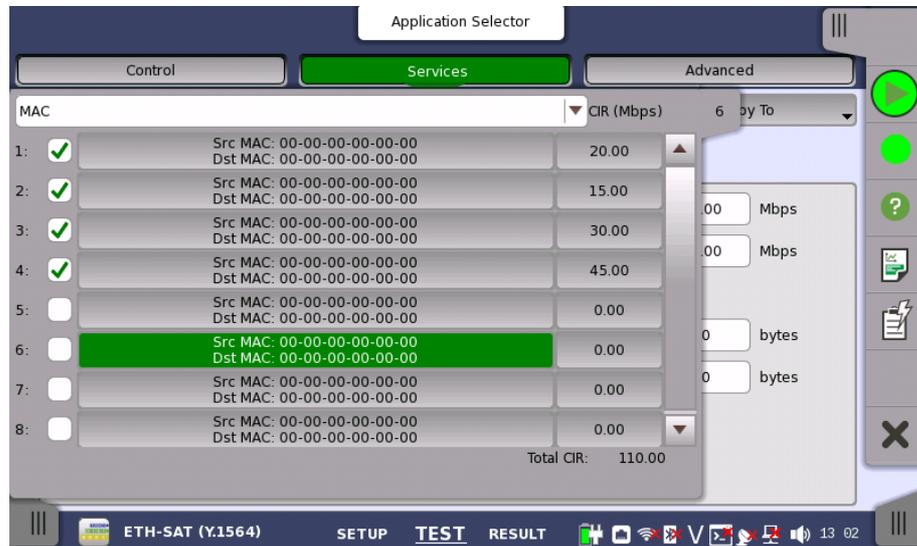 Application Selector
Control Services Advanced
MAC CIR (Mbps) 6 by To
1: Src MAC: 00-00-00-00-00-00 20.00
Dst MAC: 00-00-00-00-00-00
2: Src MAC: 00-00-00-00-00-00 15.00
Dst MAC: 00-00-00-00-00-00
.00 Mbps
3: Src MAC: 00-00-00-00-00-00 30.00
Dst MAC: 00-00-00-00-00-00
.00 Mbps
4: Src MAC: 00-00-00-00-00-00 45.00
Dst MAC: 00-00-00-00-00-00
5: Src MAC: 00-00-00-00-00-00 0.00
Dst MAC: 00-00-00-00-00-00
0 bytes
6: Src MAC: 00-00-00-00-00-00 0.00
Dst MAC: 00-00-00-00-00-00
7: Src MAC: 00-00-00-00-00-00 0.00
Dst MAC: 00-00-00-00-00-00
0 bytes
8: Src MAC: 00-00-00-00-00-00 0.00
Dst MAC: 00-00-00-00-00-00
Total CIR: 110.00
ETH-SAT (Y.1564) SETUP TEST RESULT 13 02